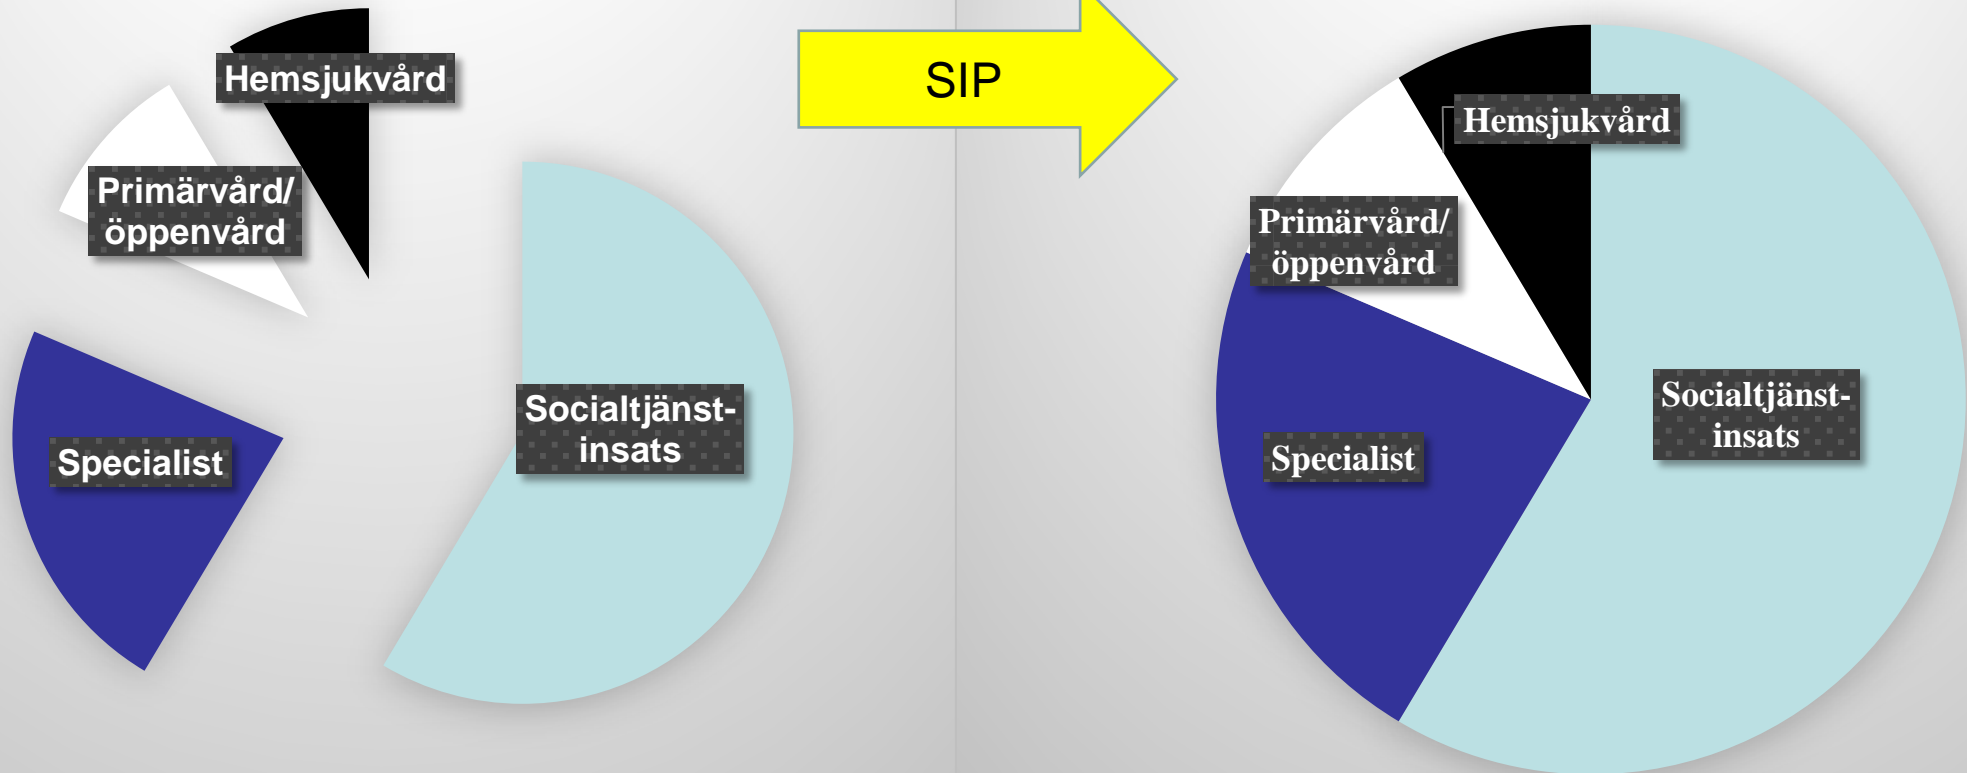 Hemsjukvård
Primärvård/
öppenvård
Specialist
Socialtjänst-
insats
SIP
Hemsjukvård
Primärvård/
öppenvård
Specialist
Socialtjänst-
insats